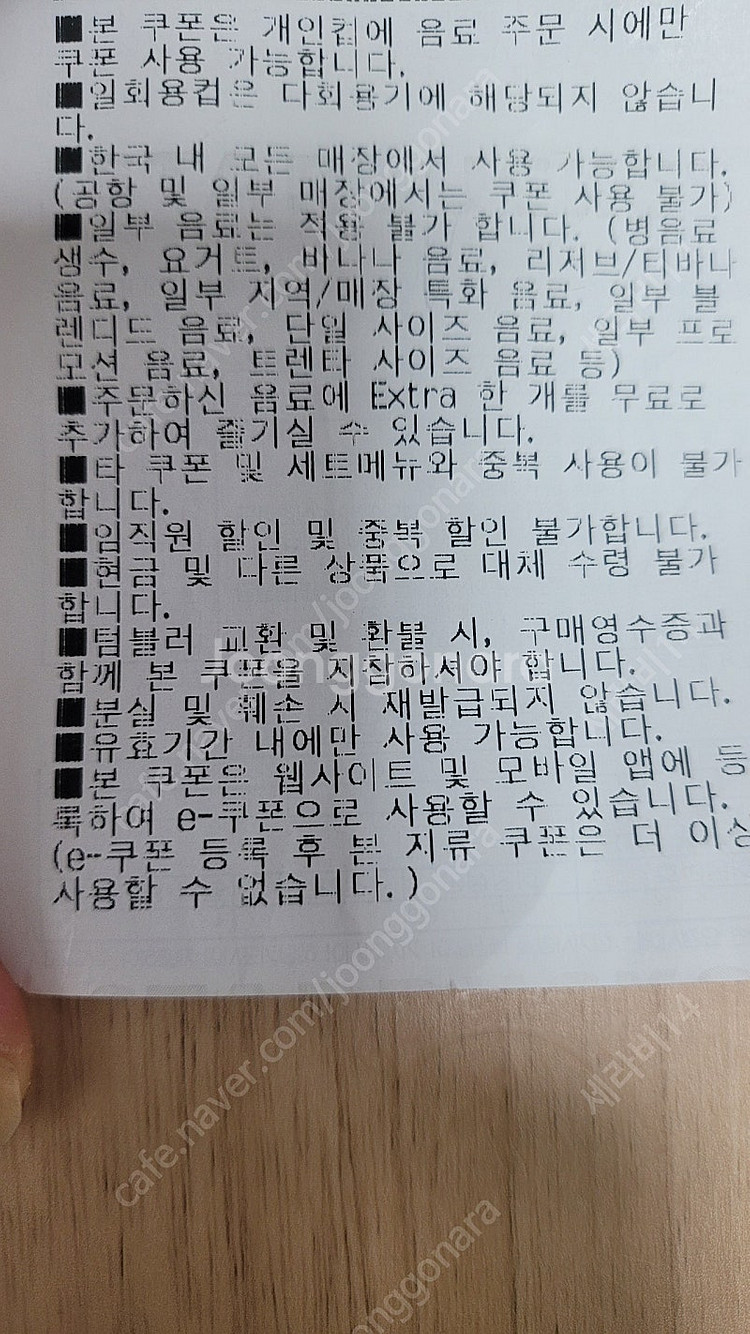 ■본 쿠폰은 개인컵에 음료 주문 시에만
쿠폰 사용 가능합니다.
■일회용컵은 다회용기에 해당되지 않습니
다.
■한국 내 모든 매장에서 사용 가능합니다.
(공항 및 일부 매장에서는 쿠폰 사용 불가)
■일부 음료는 적용 불가 합니다. (병음료
생수, 요거트, 바나나 음료, 리저브/티바나
음료, 일부 지역/매장 특화 음료, 일부 블
렌디드 음료, 단일 사이즈 음료, 일부 프로
모션 음료, 트렌타 사이즈 음료 등)
■주문하신 음료에 Extra 한 개를 무료로
추가하여 즐기실 수 있습니다.
■타 쿠폰 및 세트메뉴와 중복 사용이 불가
합니다.
■임직원 할인 및 중복 할인 불가합니다.
■현금 및 다른 상품으로 대체 수령 불가
합니다.
■텀블러 교환 및 환불 시, 구매영수증과
함께 본 쿠폰을 지참하셔야 합니다.
■분실 및 훼손 시 재발급되지 않습니다.
■유효기간 내에만 사용 가능합니다.
■본 쿠폰은 웹사이트 및 모바일 앱에 등
록하여 e-쿠폰으로 사용할 수 있습니다.
(e-쿠폰 등록 후 본 지류 쿠폰은 더 이상
사용할 수 없습니다.)
Joonggonara
cafe.naver.com/joonggonara
세라비14